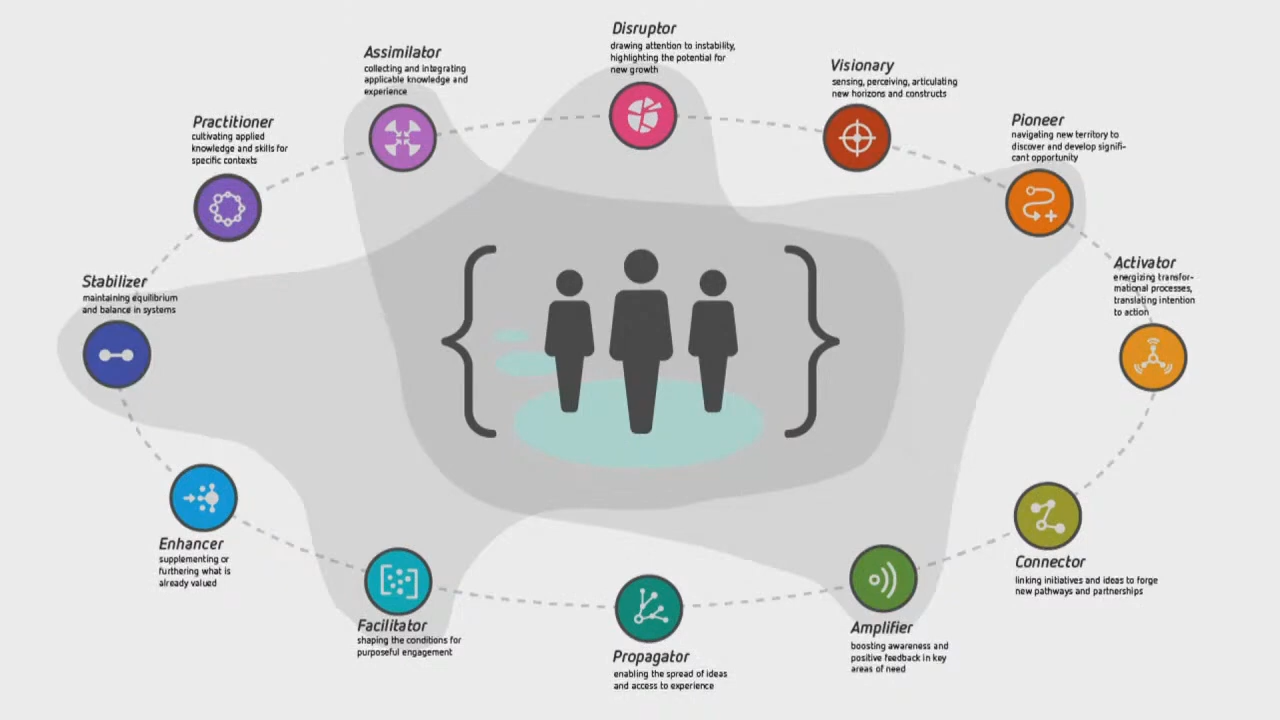 Disruptor
drawing attention to instability,
highlighting the potential for
new growth
Assimilator
collecting and integrating
applicable knowledge and
experience
Visionary
sensing, perceiving, articulating
new horizons and constructs
Practitioner
cultivating applied
knowledge and skills for
specific contexts
Pioneer
navigating new territory to
discover and develop signifi-
cant opportunity
Stabilizer
maintaining equilibrium
and balance in systems
Activator
energizing transfor-
mational processes,
translating intention
to action
Enhancer
supplementing or
furthering what is
already valued
Connector
linking initiatives and ideas to forge
new pathways and partnerships
Facilitator
shaping the conditions for
purposeful engagement
Propagator
enabling the spread of ideas
and access to experience
Amplifier
boosting awareness and
positive feedback in key
areas of need